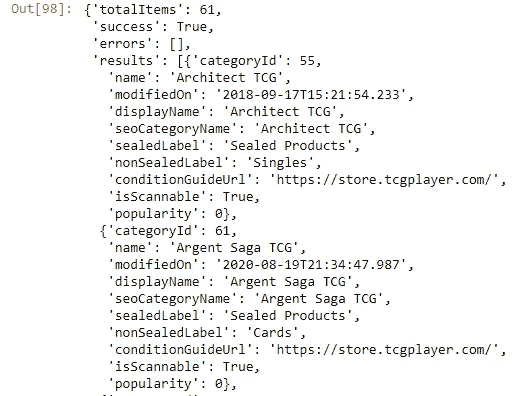 Out[98]: {'totalItems': 61,
'success': True,
'errors': [],
'results': [{'categoryId': 55,
'name': 'Architect TCG',
'modifiedOn': '2018-09-17T15:21:54.233',
'displayName': 'Architect TCG',
'seoCategoryName': 'Architect TCG',
'sealedLabel': 'Sealed Products',
'nonSealedLabel': 'Singles',
'conditionGuideUrl': 'https://store.tcgplayer.com/',
'isScannable': True,
'popularity': 0},
{'categoryId': 61,
'name': 'Argent Saga TCG',
'modifiedOn': '2020-08-19T21:34:47.987',
'displayName': 'Argent Saga TCG',
'seoCategoryName': 'Argent Saga TCG',
'sealedLabel': 'Sealed Products',
'nonSealedLabel': 'Cards',
'conditionGuideUrl': 'https://store.tcgplayer.com/',
'isScannable': True,
'popularity': 0},